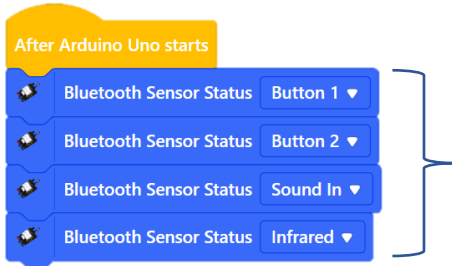 After Arduino Uno starts
Bluetooth Sensor Status Button 1
Bluetooth Sensor Status Button 2
Bluetooth Sensor Status Sound In
Bluetooth Sensor Status Infrared